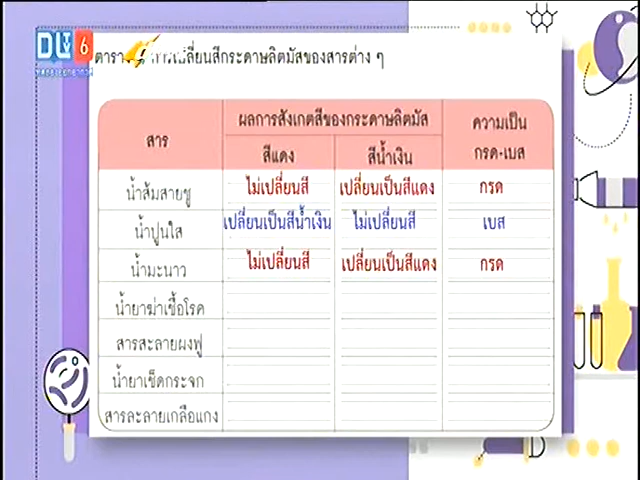 DLTV 6
ตาราง การเปลี่ยนสีกระดาษลิตมัสของสารต่าง ๆ
สาร ผลการสังเกตสีของกระดาษลิตมัส ความเป็น
สีแดง สีน้ำเงิน กรด-เบส
น้ำส้มสายชู ไม่เปลี่ยนสี เปลี่ยนเป็นสีแดง กรด
น้ำปูนใส เปลี่ยนเป็นสีน้ำเงิน ไม่เปลี่ยนสี เบส
น้ำมะนาว ไม่เปลี่ยนสี เปลี่ยนเป็นสีแดง กรด
น้ำยาฆ่าเชื้อโรค
สารละลายผงฟู
น้ำยาเช็ดกระจก
สารละลายเกลือแกง